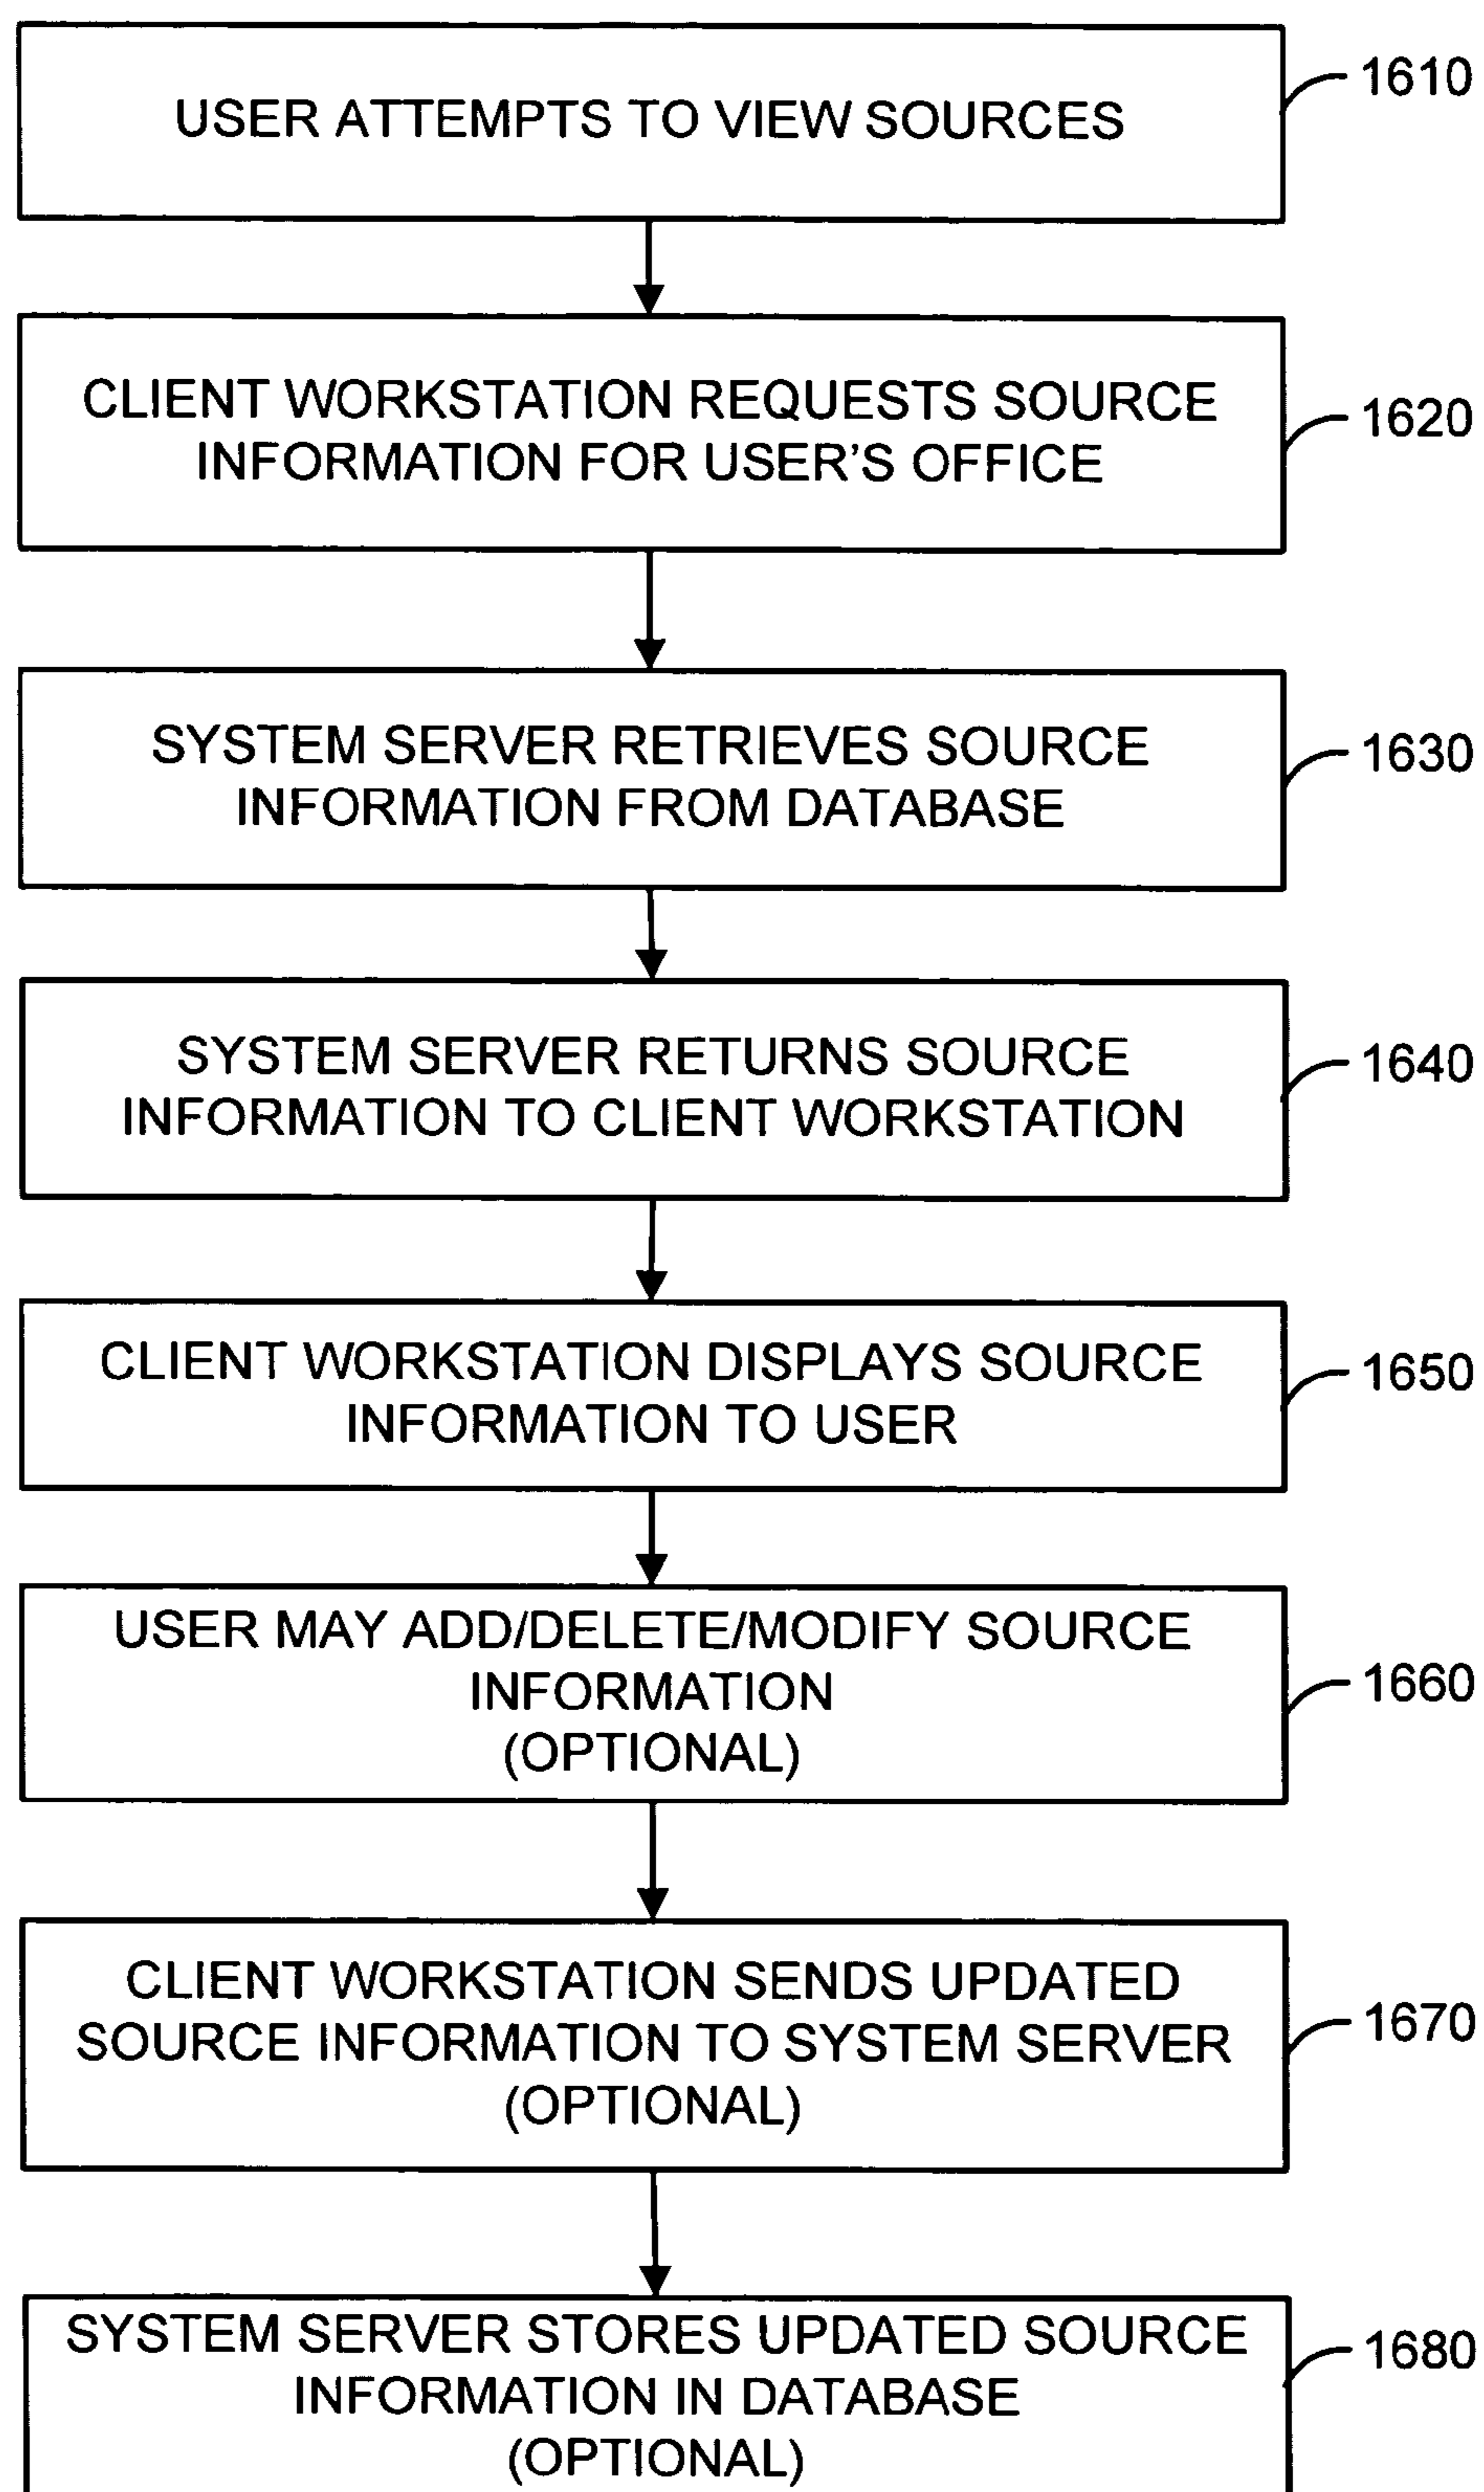 USER ATTEMPTS TO VIEW SOURCES
1610
CLIENT WORKSTATION REQUESTS SOURCE
INFORMATION FOR USER'S OFFICE
1620
SYSTEM SERVER RETRIEVES SOURCE
INFORMATION FROM DATABASE
1630
SYSTEM SERVER RETURNS SOURCE
INFORMATION TO CLIENT WORKSTATION
1640
CLIENT WORKSTATION DISPLAYS SOURCE
INFORMATION TO USER
1650
USER MAY ADD/DELETE/MODIFY SOURCE
INFORMATION
(OPTIONAL)
1660
CLIENT WORKSTATION SENDS UPDATED
SOURCE INFORMATION TO SYSTEM SERVER
(OPTIONAL)
1670
SYSTEM SERVER STORES UPDATED SOURCE
INFORMATION IN DATABASE
(OPTIONAL)
1680